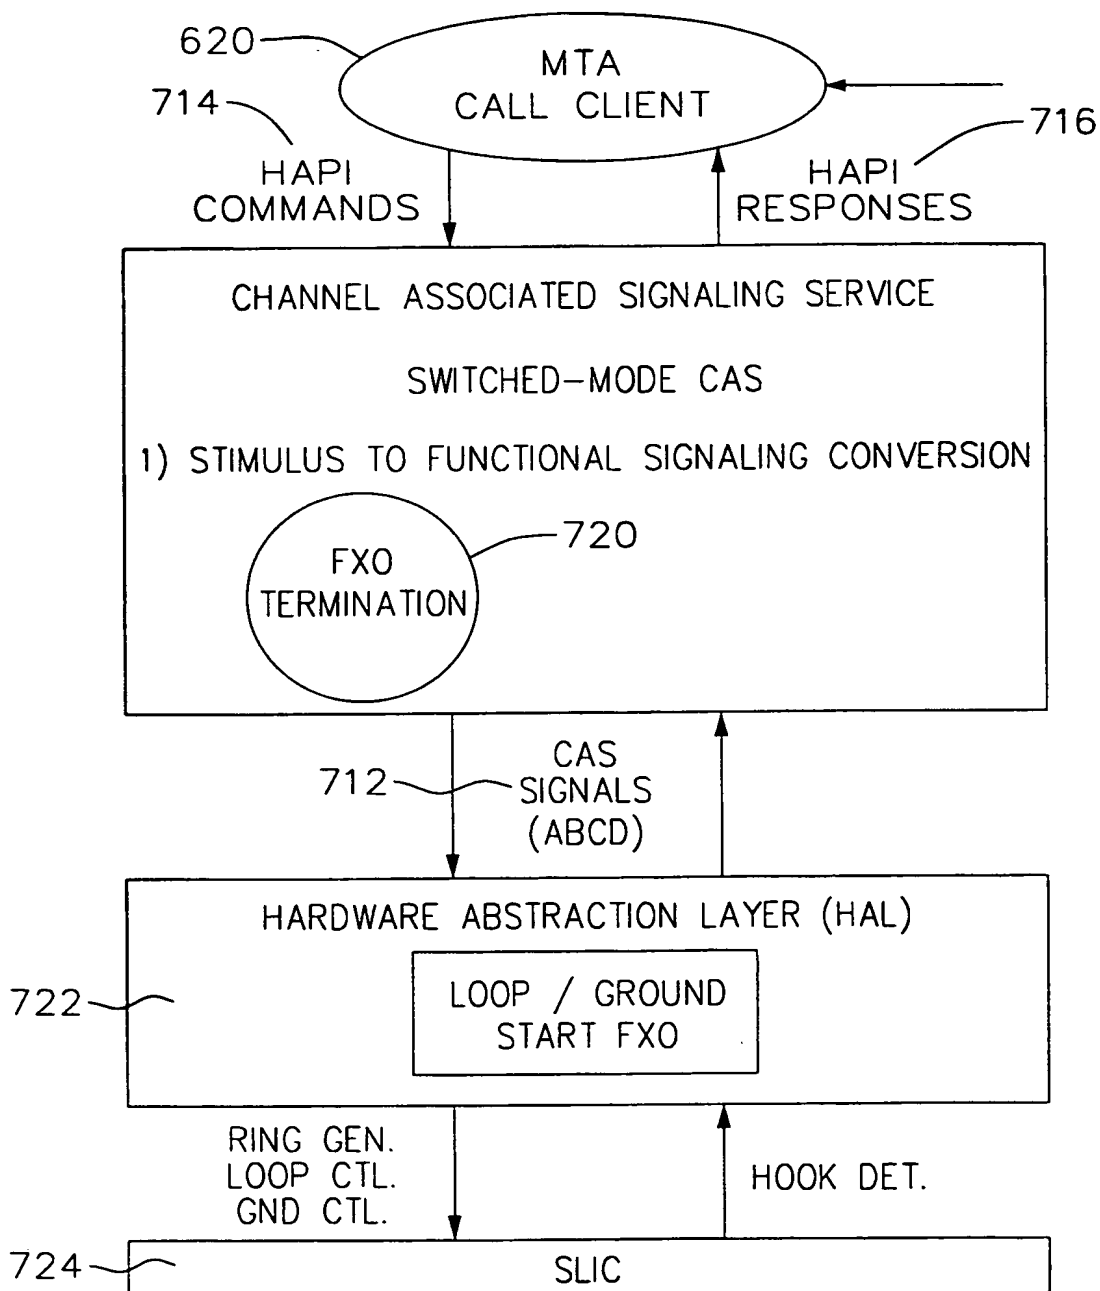 620
MTA
CALL CLIENT
714
716
HAPI
COMMANDS
HAPI
RESPONSES
CHANNEL ASSOCIATED SIGNALING SERVICE
SWITCHED-MODE CAS
1) STIMULUS TO FUNCTIONAL SIGNALING CONVERSION
720
FXO
TERMINATION
712
CAS
SIGNALS
(ABCD)
HARDWARE ABSTRACTION LAYER (HAL)
722
LOOP / GROUND
START FXO
RING GEN.
LOOP CTL.
GND CTL.
HOOK DET.
724
SLIC